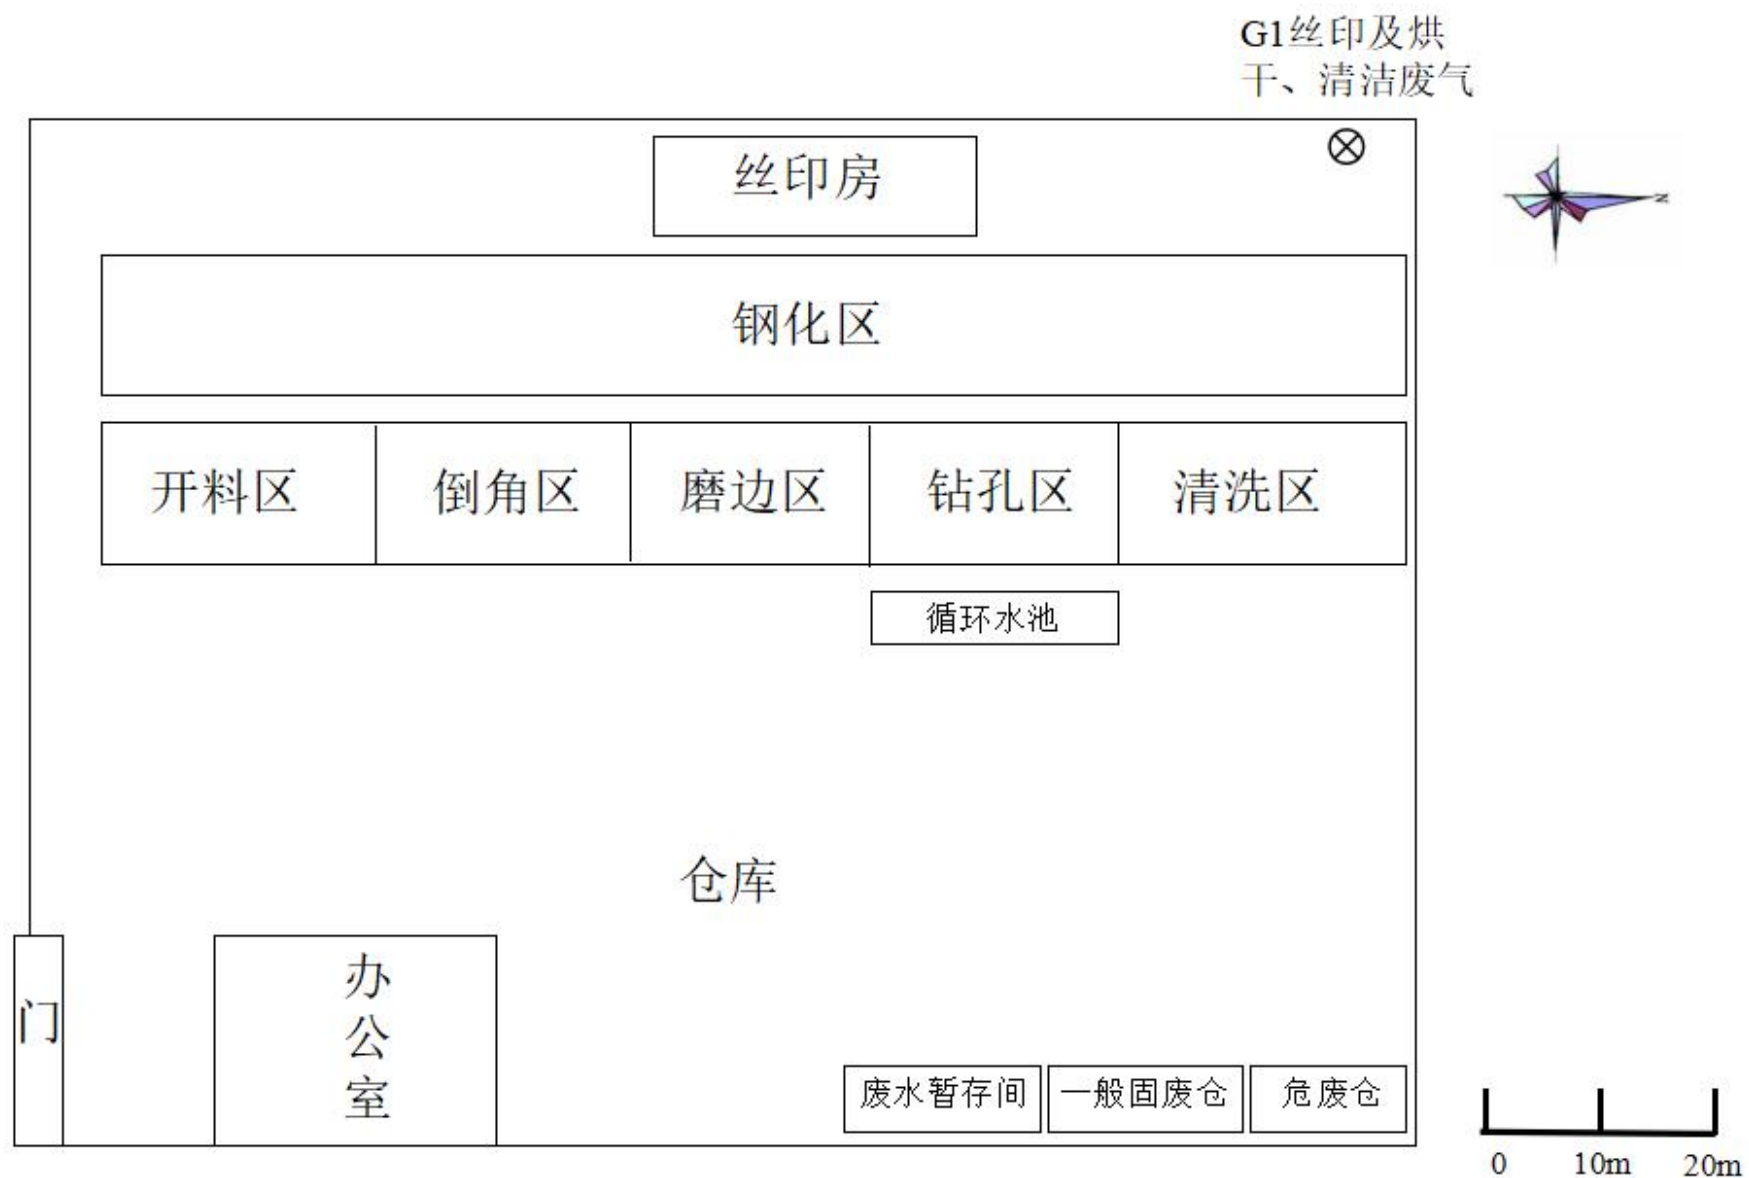 G1丝印及烘
干、清洁废气
丝印房
N
钢化区
开料区
倒角区
磨边区
钻孔区
清洗区
循环水池
仓库
门
办
公
室
废水暂存间
一般固废仓
危废仓
0
10m
20m